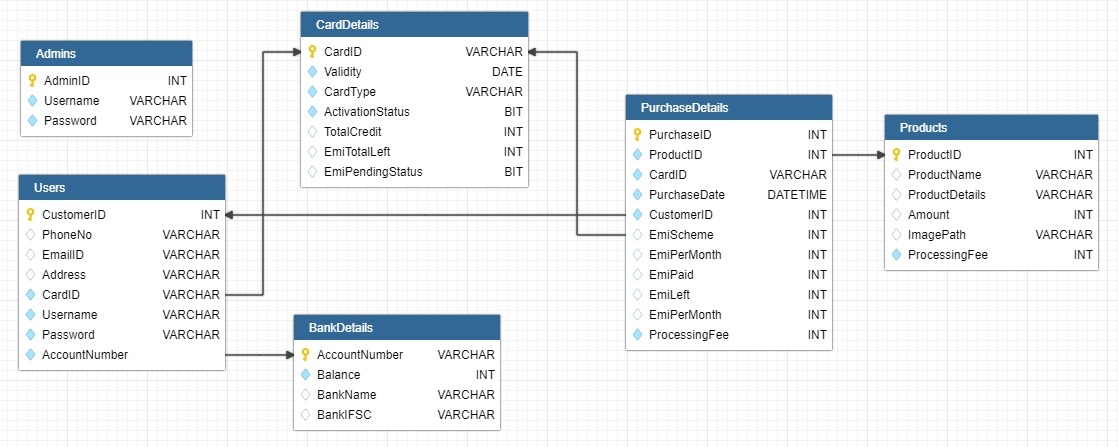 Admins
AdminID INT
Username VARCHAR
Password VARCHAR
CardDetails
CardID VARCHAR
Validity DATE
CardType VARCHAR
ActivationStatus BIT
TotalCredit INT
EmiTotalLeft INT
EmiPendingStatus BIT
Users
CustomerID INT
PhoneNo VARCHAR
EmailID VARCHAR
Address VARCHAR
CardID VARCHAR
Username VARCHAR
Password VARCHAR
AccountNumber
BankDetails
AccountNumber VARCHAR
Balance INT
BankName VARCHAR
BankIFSC VARCHAR
PurchaseDetails
PurchaseID INT
ProductID INT
CardID VARCHAR
PurchaseDate DATETIME
CustomerID INT
EmiScheme INT
EmiPerMonth INT
EmiPaid INT
EmiLeft INT
EmiPerMonth INT
ProcessingFee INT
Products
ProductID INT
ProductName VARCHAR
ProductDetails VARCHAR
Amount INT
ImagePath VARCHAR
ProcessingFee INT